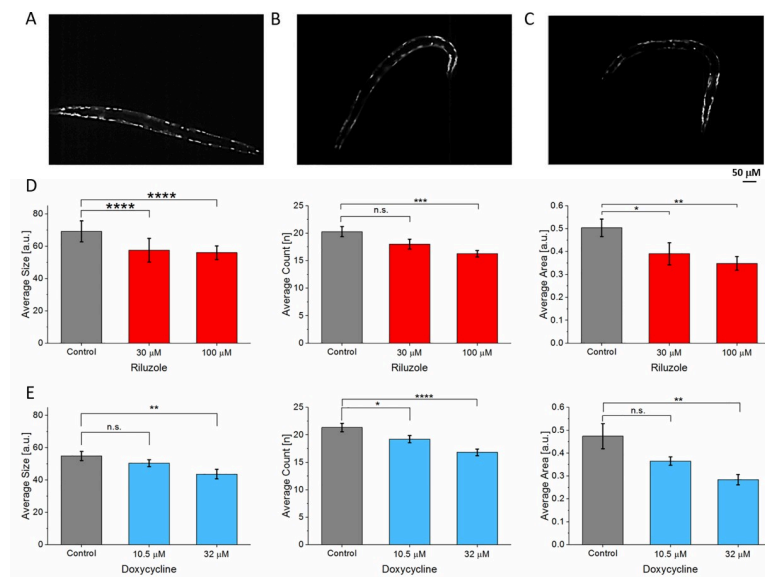 A
B
C
50 μM
D
****
****
Average Size [a.u.]
80
60
40
20
0
Control
30 μM
100 μM
Riluzole
***
n.s.
Average Count [n]
25
20
15
10
5
0
Control
30 μM
100 μM
Riluzole
**
*
Average Area [a.u.]
0.6
0.5
0.4
0.3
0.2
0.1
0.0
Control
30 μM
100 μM
Riluzole
E
**
n.s.
Average Size [a.u.]
80
60
40
20
0
Control
10.5 μM
32 μM
Doxycycline
****
*
Average Count [n]
25
20
15
10
5
0
Control
10.5 μM
32 μM
Doxycycline
**
n.s.
Average Area [a.u.]
0.6
0.5
0.4
0.3
0.2
0.1
0.0
Control
10.5 μM
32 μM
Doxycycline